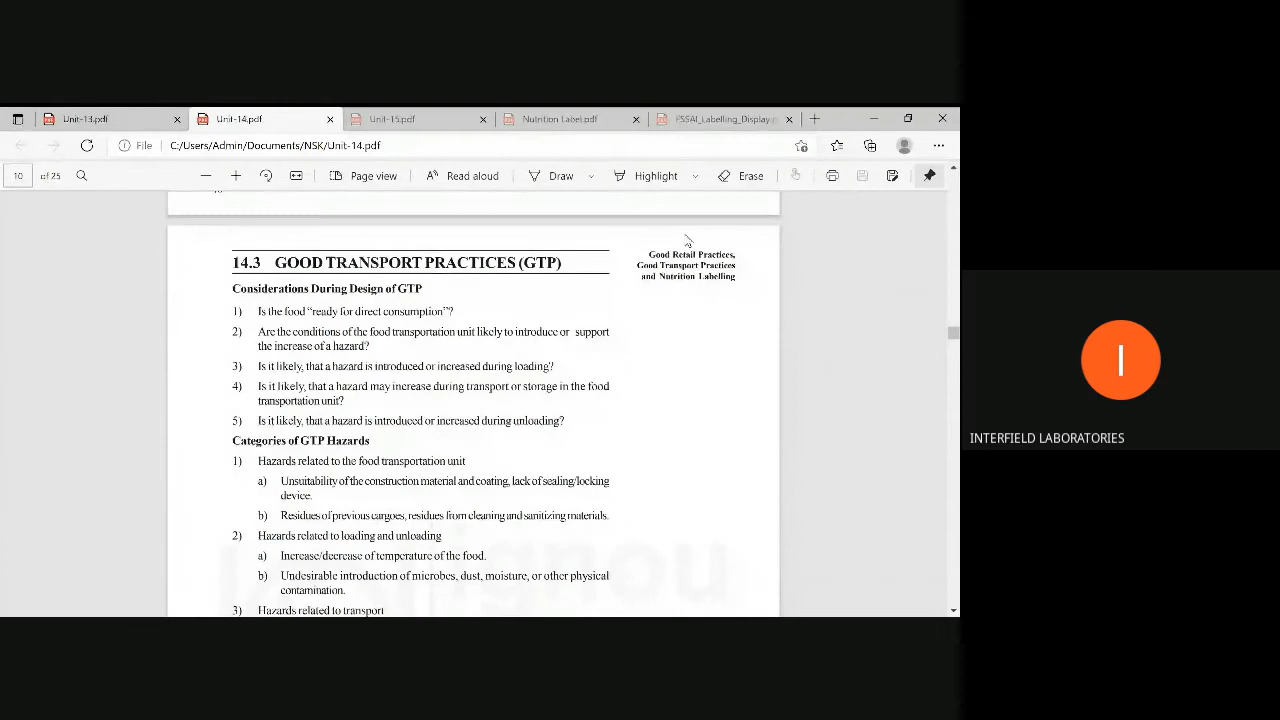 Unit-13.pdf
Unit-14.pdf
Unit-15.pdf
Nutrition Label.pdf
FSSAI_Labelling_Display.p
File
C:/Users/Admin/Documents/NSK/Unit-14.pdf
10 of 25
Page view
Read aloud
Draw
Highlight
Erase
14.3 GOOD TRANSPORT PRACTICES (GTP)
Good Retail Practices,
Good Transport Practices
and Nutrition Labelling
Considerations During Design of GTP
1) Is the food “ready for direct consumption”?
2) Are the conditions of the food transportation unit likely to introduce or support
the increase of a hazard?
3) Is it likely, that a hazard is introduced or increased during loading?
4) Is it likely, that a hazard may increase during transport or storage in the food
transportation unit?
5) Is it likely, that a hazard is introduced or increased during unloading?
Categories of GTP Hazards
1) Hazards related to the food transportation unit
a) Unsuitability of the construction material and coating, lack of sealing/locking
device.
b) Residues of previous cargoes, residues from cleaning and sanitizing materials.
2) Hazards related to loading and unloading
a) Increase/decrease of temperature of the food.
b) Undesirable introduction of microbes, dust, moisture, or other physical
contamination.
3) Hazards related to transport
I
INTERFIELD LABORATORIES